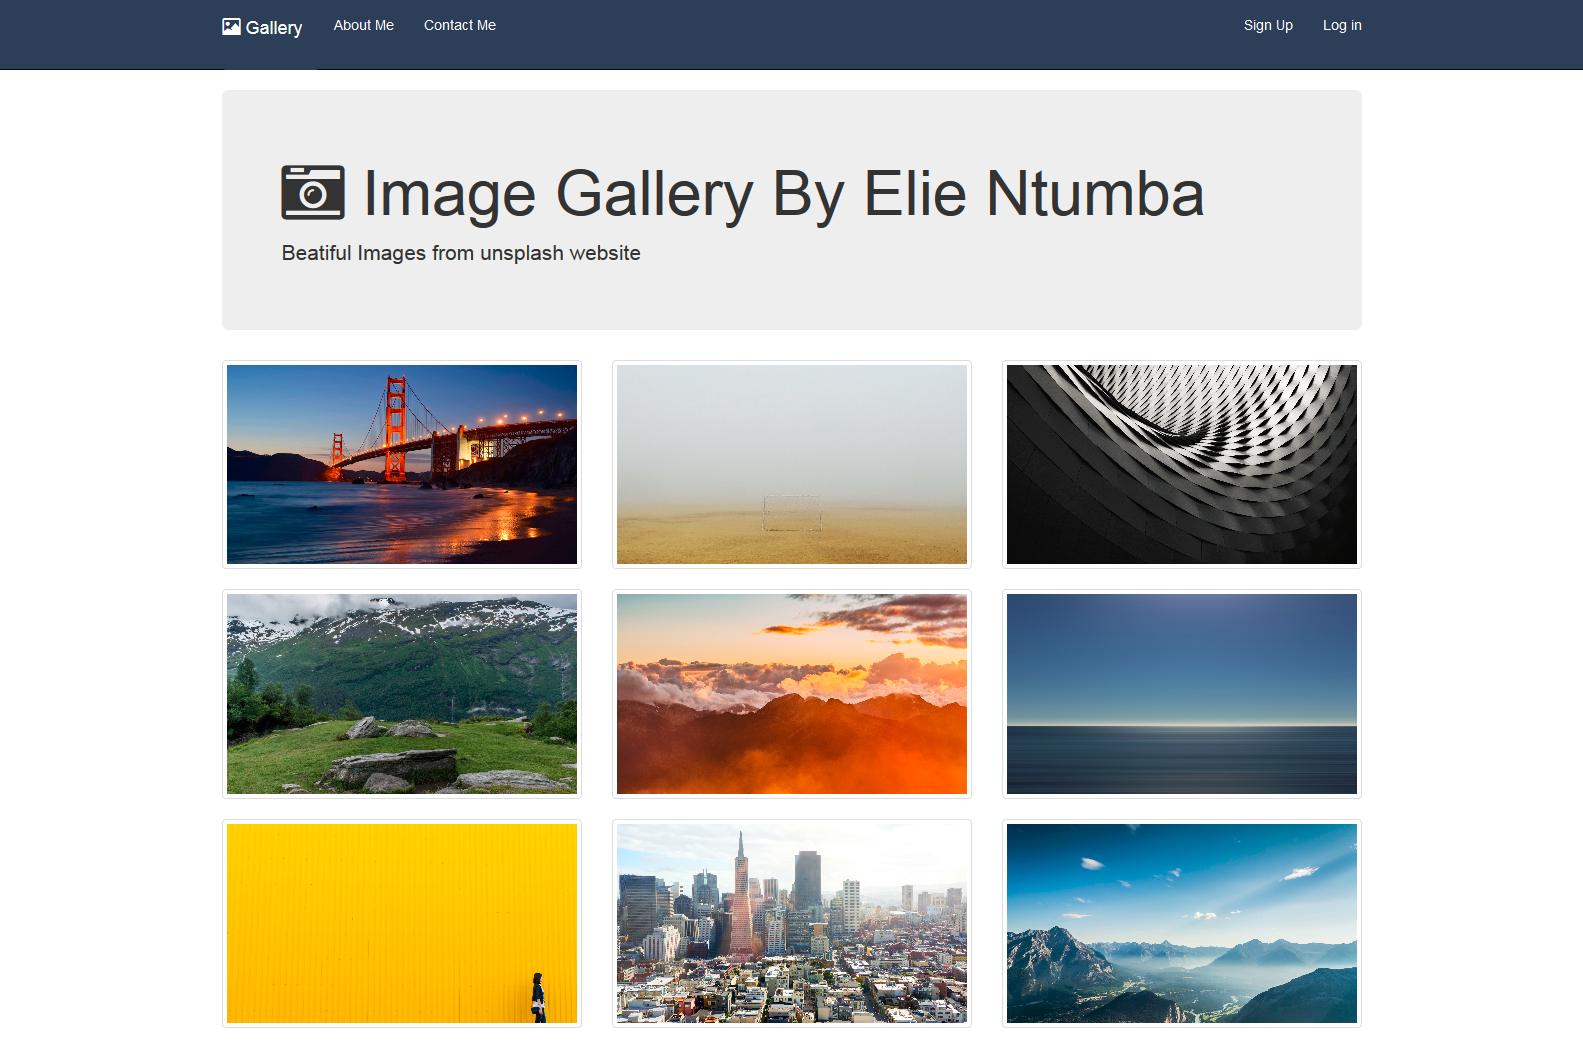 Gallery About Me Contact Me Sign Up Log in
Image Gallery By Elie Ntumba
Beatiful Images from unsplash website